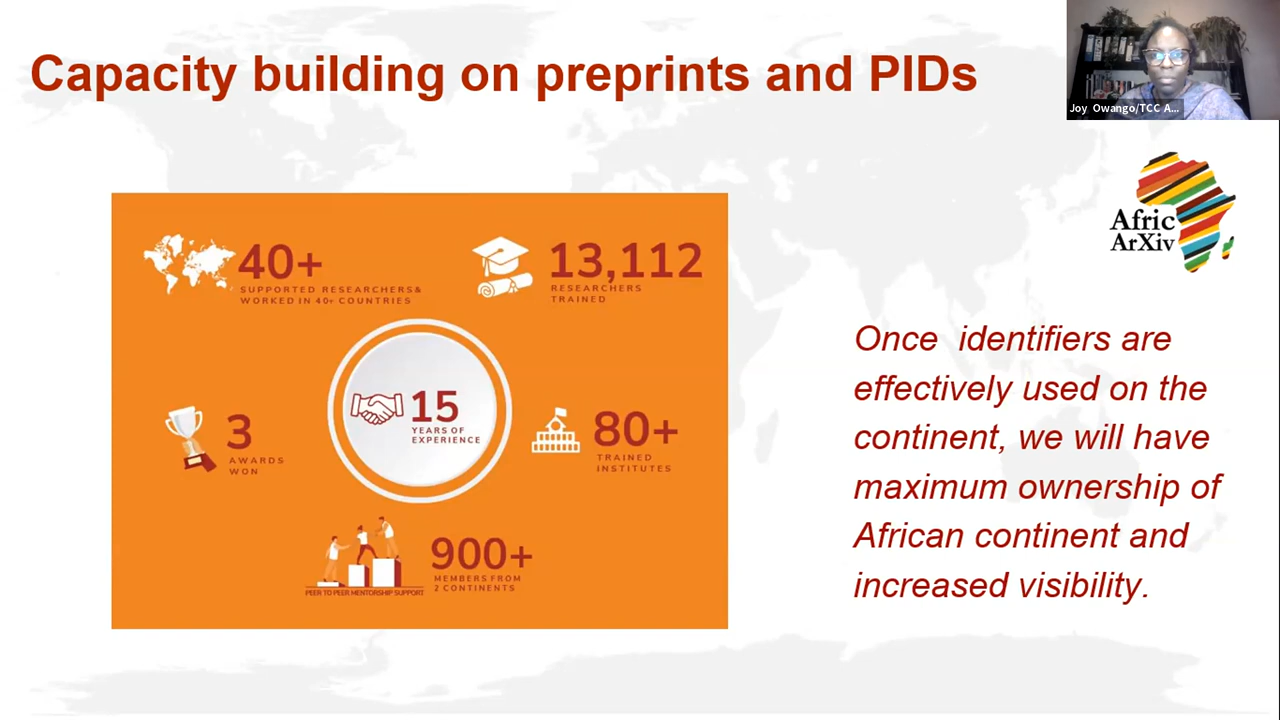 Capacity building on preprints and PIDs
Joy Owango/TCC A...
Afric
ArXiv
40+
SUPPORTED RESEARCHERS&
WORKED IN 40+ COUNTRIES
13,112
RESEARCHERS
TRAINED
3
AWARDS
WON
15
YEARS OF
EXPERIENCE
80+
TRAINED
INSTITUTES
900+
MEMBERS FROM
2 CONTINENTS
PEER TO PEER MENTORSHIP SUPPORT
Once identifiers are
effectively used on the
continent, we will have
maximum ownership of
African continent and
increased visibility.